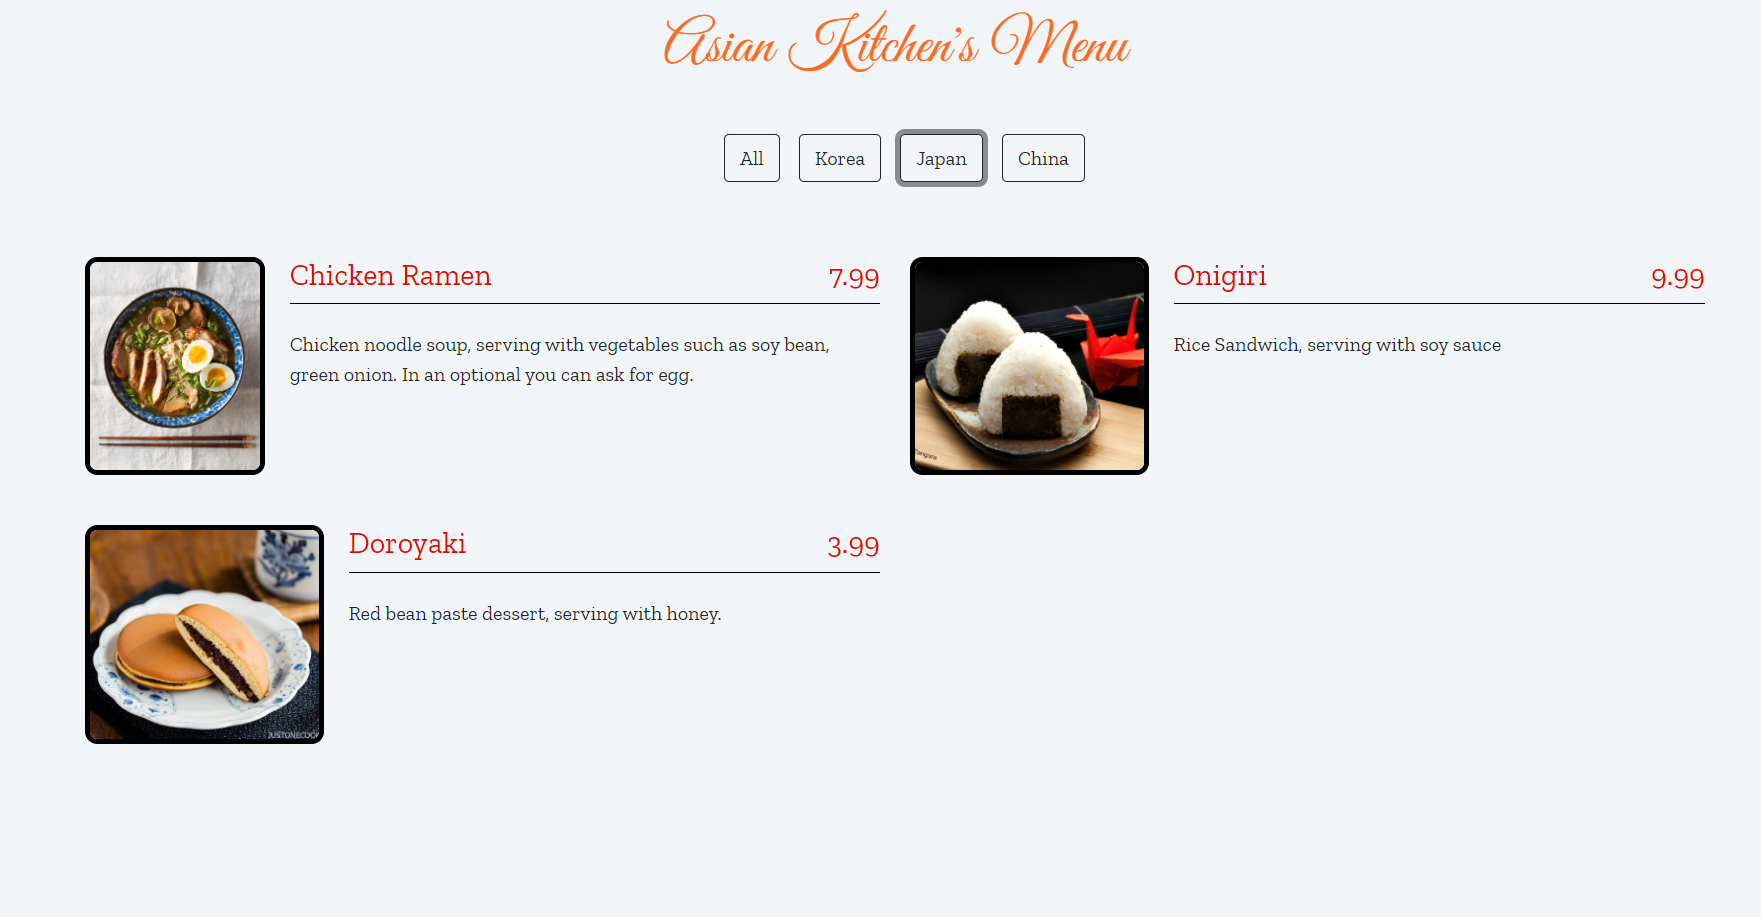 Asian Kitchen's Menu
All
Korea
Japan
China
Chicken Ramen
7.99
Chicken noodle soup, serving with vegetables such as soy bean,
green onion. In an optional you can ask for egg.
Onigiri
9.99
Rice Sandwich, serving with soy sauce
Doroyaki
3.99
Red bean paste dessert, serving with honey.